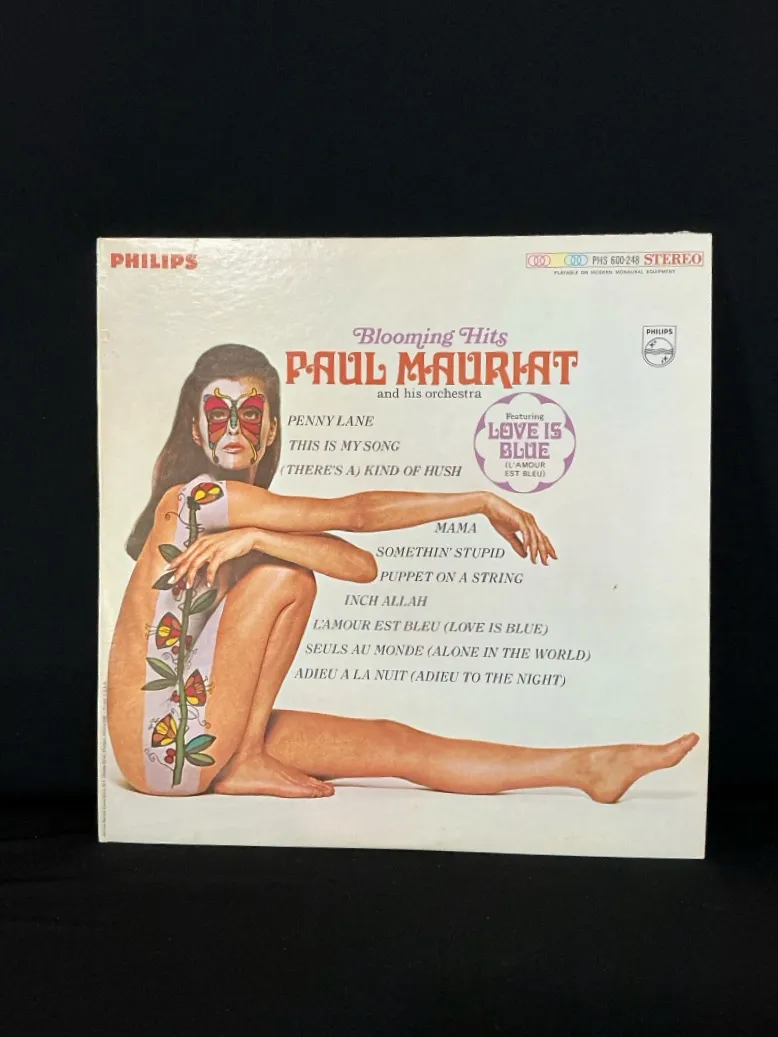 PHILIPS
PHS 600-248 STEREO
PLAYABLE ON MODERN MONAURAL EQUIPMENT
PHILIPS
Blooming Hits
PAUL MAURIAT
and his orchestra
Featuring
LOVE IS
BLUE
(L'AMOUR
EST BLEU)
PENNY LANE
THIS IS MY SONG
(THERE'S A) KIND OF HUSH
MAMA
SOMETHIN' STUPID
PUPPET ON A STRING
INCH ALLAH
L'AMOUR EST BLEU (LOVE IS BLUE)
SEULS AU MONDE (ALONE IN THE WORLD)
ADIEU A LA NUIT (ADIEU TO THE NIGHT)